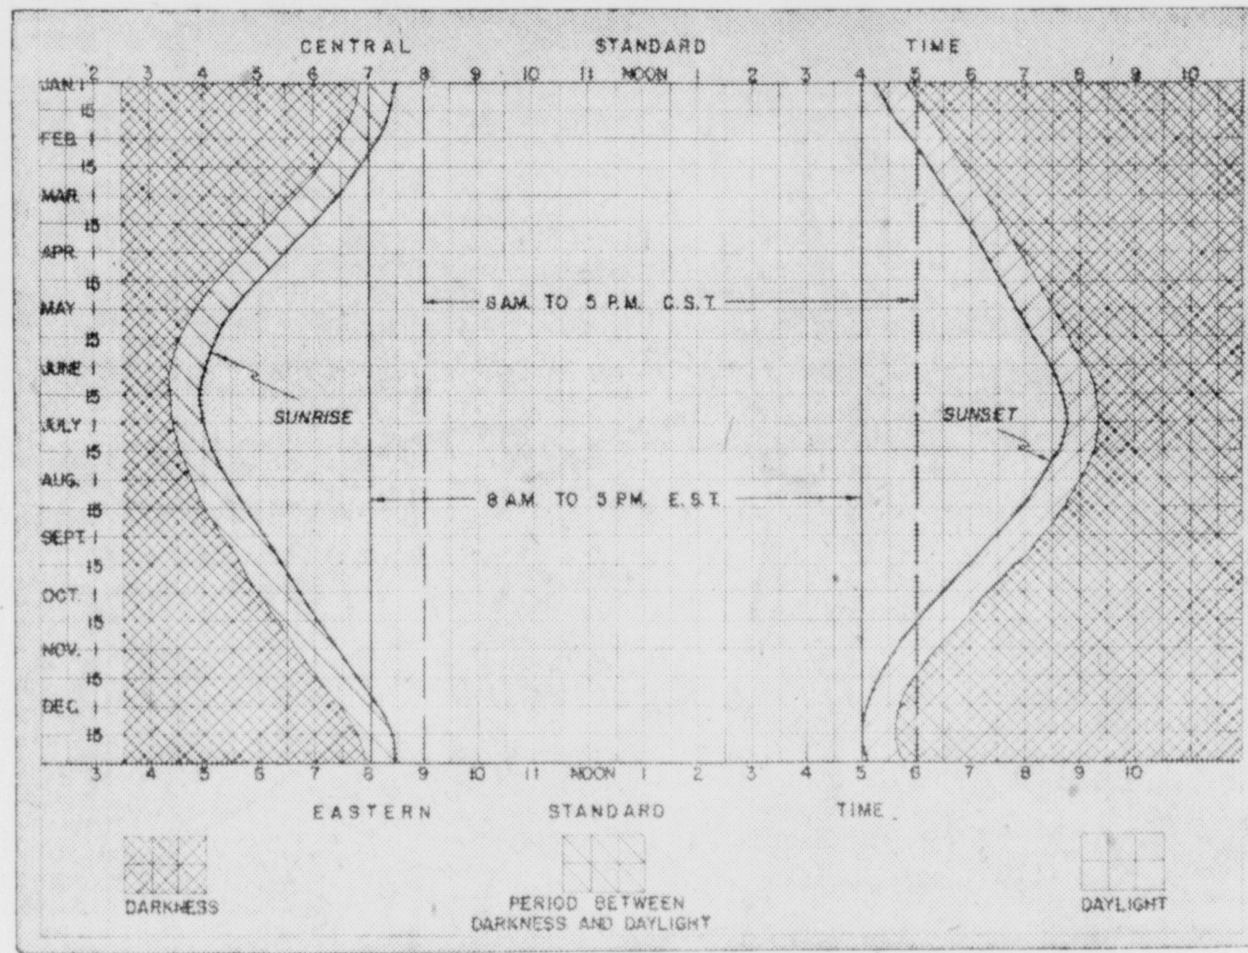 CENTRAL STANDARD TIME
2 3 4 5 6 7 8 9 10 11 NOON 1 2 3 4 5 6 7 8 9 10
JAN. 1
15
FEB. 1
15
MAR. 1
15
APR. 1
15
8 A.M. TO 5 P.M. C.S.T.
MAY 1
15
JUNE 1
15
SUNRISE SUNSET
JULY 1
15
AUG. 1
8 A.M. TO 5 P.M. E.S.T.
15
SEPT. 1
15
OCT. 1
15
NOV. 1
15
DEC. 1
15
3 4 5 6 7 8 9 10 11 NOON 1 2 3 4 5 6 7 8 9 10
EASTERN STANDARD TIME
DARKNESS
PERIOD BETWEEN
DARKNESS AND DAYLIGHT
DAYLIGHT